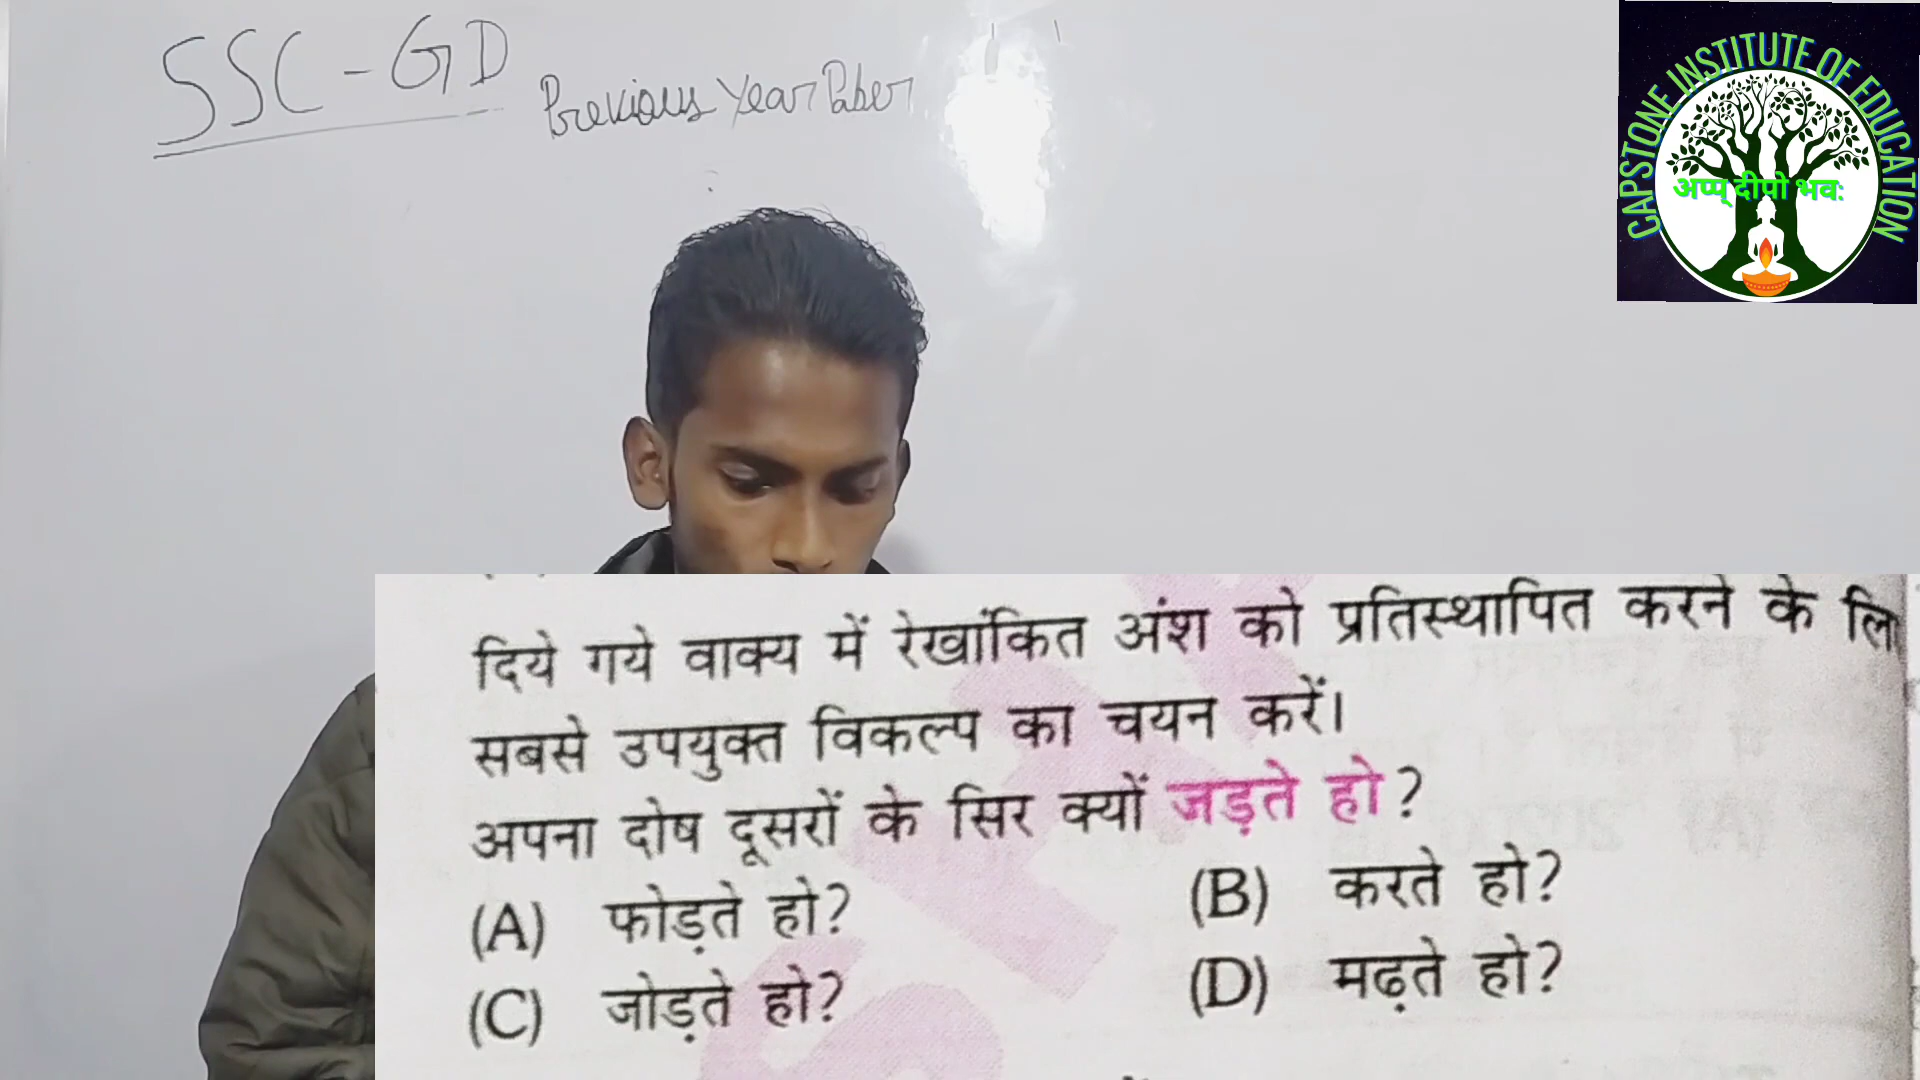 SSC-GD Previous Year Paber
CAPSTONE INSTITUTE OF EDUCATION
अप्प् दीपो भवः
दिये गये वाक्य में रेखांकित अंश को प्रतिस्थापित करने के लि
सबसे उपयुक्त विकल्प का चयन करें।
अपना दोष दूसरों के सिर क्यों जड़ते हो?
(A) फोड़ते हो? (B) करते हो?
(C) जोड़ते हो? (D) मढ़ते हो?